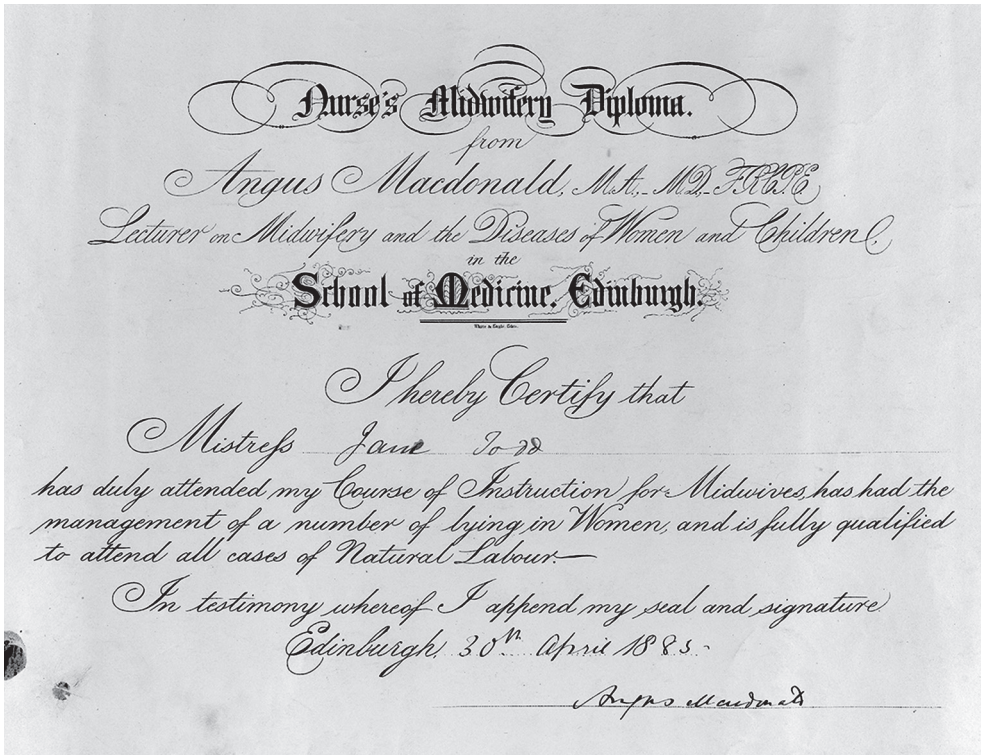 Nurse's Midwifery Diploma.
from
Angus Macdonald, M.A., M.D., F.R.C.P.E.
Lecturer on Midwifery and the Diseases of Women and Children,
in the
School of Medicine, Edinburgh.
I hereby Certify that
Mistress Jane Todd
has duly attended my Course of Instruction for Midwives, has had the
management of a number of lying in Women, and is fully qualified
to attend all cases of Natural Labour.—
In testimony whereof I append my seal and signature
Edinburgh, 30th April 1885
Angus Macdonald